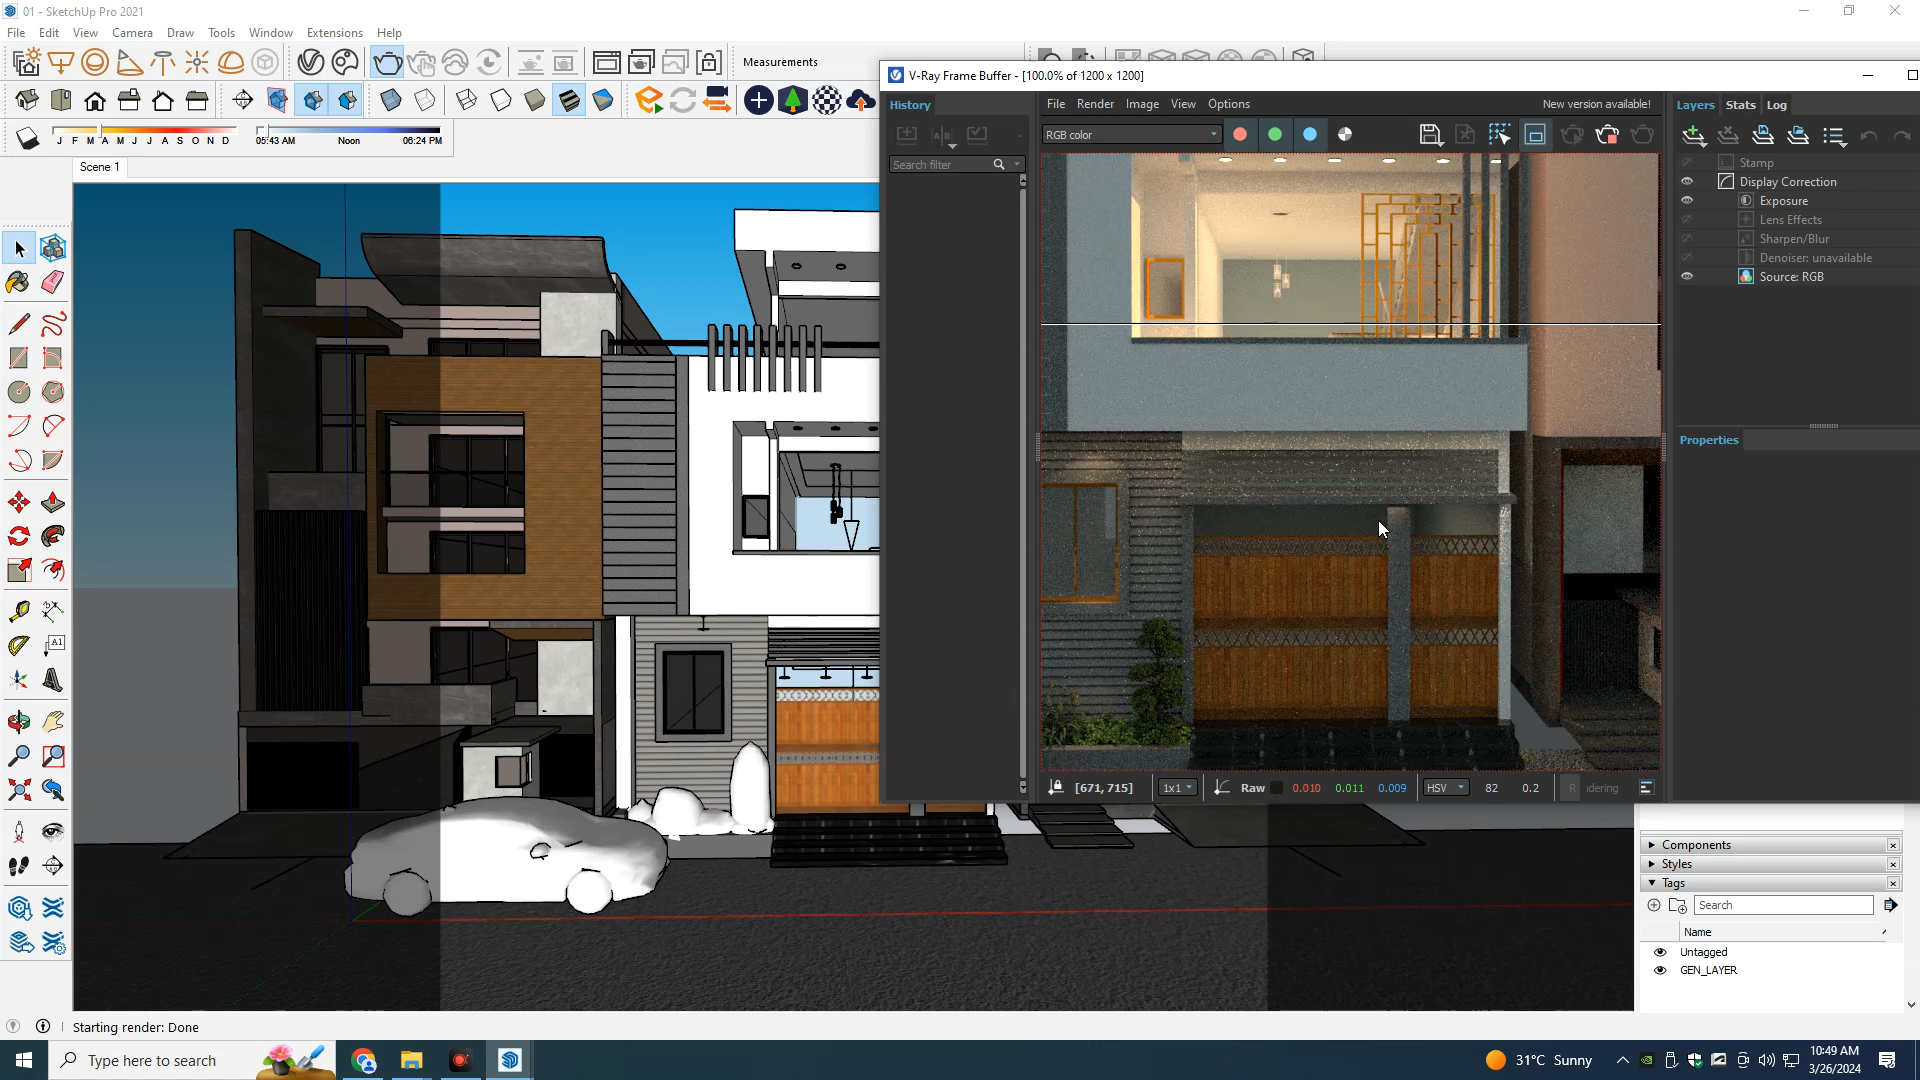 01 - SketchUp Pro 2021
File Edit View Camera Draw Tools Window Extensions Help
Measurements
J F M A M J J A S O N D
05:43 AM Noon 06:24 PM
Scene 1
V-Ray Frame Buffer - [100.0% of 1200 x 1200]
History
File Render Image View Options
New version available!
RGB color
Search filter
Layers Stats Log
Stamp
Display Correction
Exposure
Lens Effects
Sharpen/Blur
Denoiser: unavailable
Source: RGB
Properties
A1
[671, 715] 1x1 Raw 0.010 0.011 0.009 HSV 82 0.2
Components
Styles
Tags
Search
Name
Untagged
GEN_LAYER
Starting render: Done
Type here to search
31°C Sunny
10:49 AM
3/26/2024